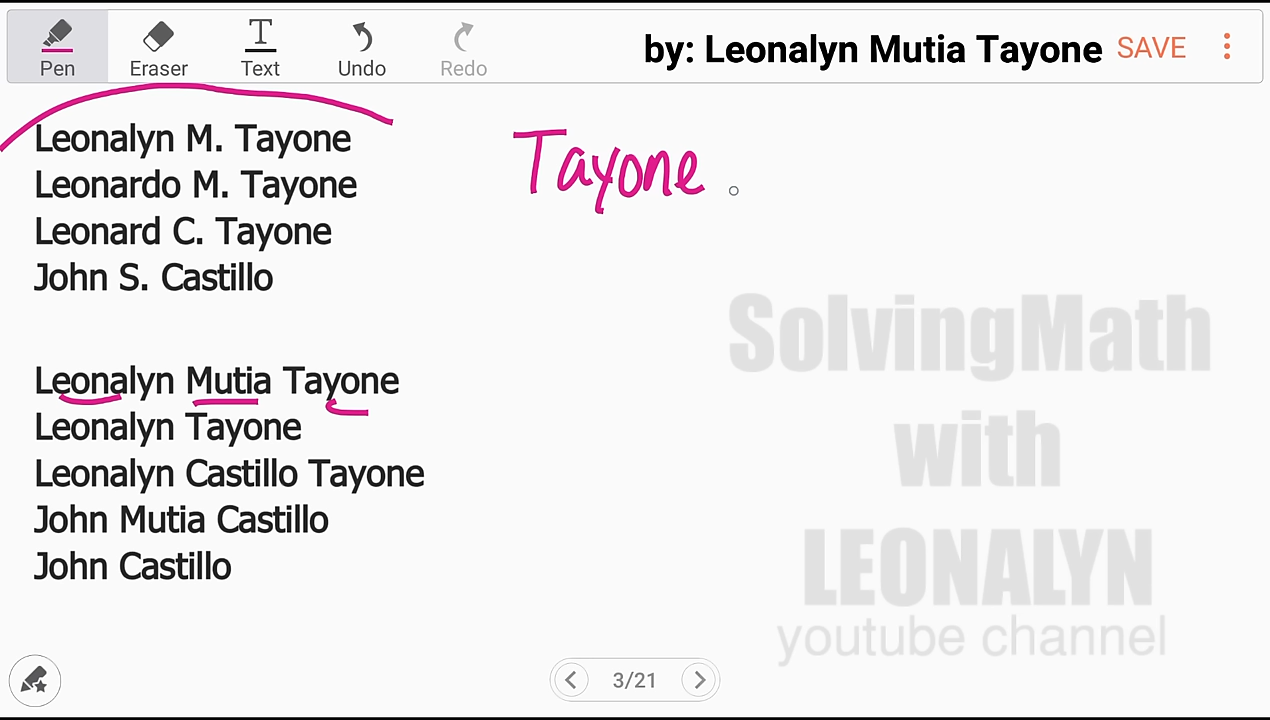 Pen Eraser Text Undo Redo by: Leonalyn Mutia Tayone SAVE
Leonalyn M. Tayone
Leonardo M. Tayone
Leonard C. Tayone
John S. Castillo
Tayone
Leonalyn Mutia Tayone
Leonalyn Tayone
Leonalyn Castillo Tayone
John Mutia Castillo
John Castillo
SolvingMath
with
LEONALYN
youtube channel
3/21